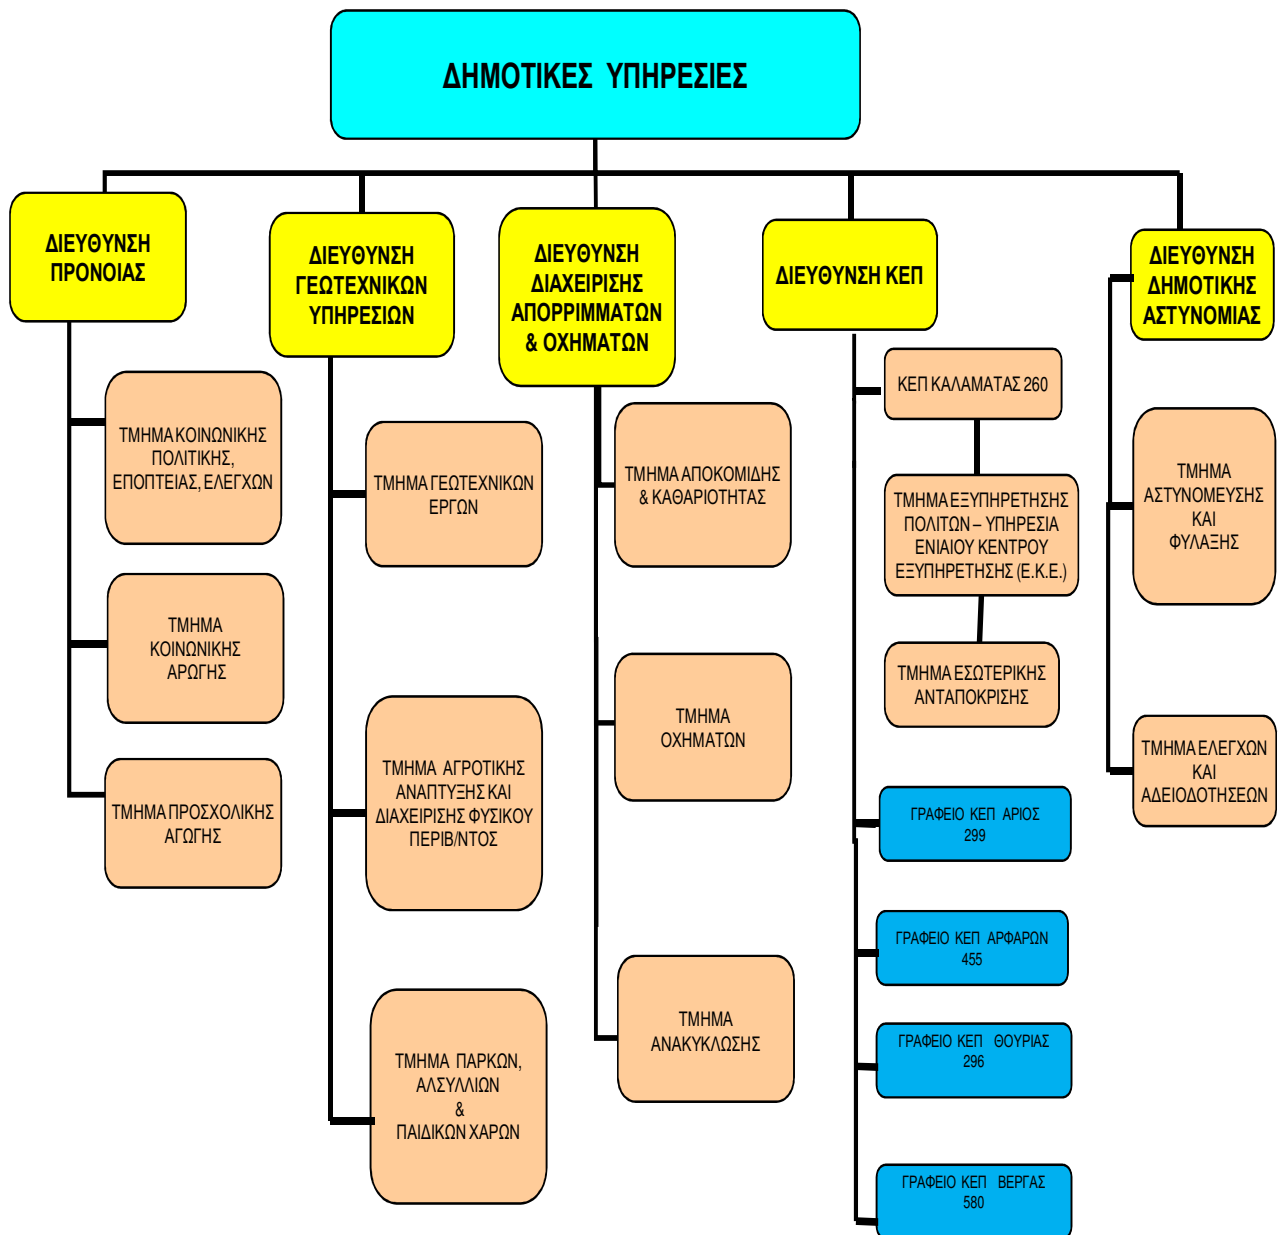 ΔΗΜΟΤΙΚΕΣ ΥΠΗΡΕΣΙΕΣ
ΔΙΕΥΘΥΝΣΗ
ΠΡΟΝΟΙΑΣ
ΤΜΗΜΑ ΚΟΙΝΩΝΙΚΗΣ
ΠΟΛΙΤΙΚΗΣ,
ΕΠΟΠΤΕΙΑΣ, ΕΛΕΓΧΩΝ
ΤΜΗΜΑ
ΚΟΙΝΩΝΙΚΗΣ
ΑΡΩΓΗΣ
ΤΜΗΜΑ ΠΡΟΣΧΟΛΙΚΗΣ
ΑΓΩΓΗΣ
ΔΙΕΥΘΥΝΣΗ
ΓΕΩΤΕΧΝΙΚΩΝ
ΥΠΗΡΕΣΙΩΝ
ΤΜΗΜΑ ΓΕΩΤΕΧΝΙΚΩΝ
ΕΡΓΩΝ
ΤΜΗΜΑ ΑΓΡΟΤΙΚΗΣ
ΑΝΑΠΤΥΞΗΣ ΚΑΙ
ΔΙΑΧΕΙΡΙΣΗΣ ΦΥΣΙΚΟΥ
ΠΕΡΙΒ/ΝΤΟΣ
ΤΜΗΜΑ ΠΑΡΚΩΝ,
ΑΛΣΥΛΛΙΩΝ
&
ΠΑΙΔΙΚΩΝ ΧΑΡΩΝ
ΔΙΕΥΘΥΝΣΗ
ΔΙΑΧΕΙΡΙΣΗΣ
ΑΠΟΡΡΙΜΜΑΤΩΝ
& ΟΧΗΜΑΤΩΝ
ΤΜΗΜΑ ΑΠΟΚΟΜΙΔΗΣ
& ΚΑΘΑΡΙΟΤΗΤΑΣ
ΤΜΗΜΑ
ΟΧΗΜΑΤΩΝ
ΤΜΗΜΑ
ΑΝΑΚΥΚΛΩΣΗΣ
ΔΙΕΥΘΥΝΣΗ ΚΕΠ
ΚΕΠ ΚΑΛΑΜΑΤΑΣ 260
ΤΜΗΜΑ ΕΞΥΠΗΡΕΤΗΣΗΣ
ΠΟΛΙΤΩΝ – ΥΠΗΡΕΣΙΑ
ΕΝΙΑΙΟΥ ΚΕΝΤΡΟΥ
ΕΞΥΠΗΡΕΤΗΣΗΣ (Ε.Κ.Ε.)
ΤΜΗΜΑ ΕΣΩΤΕΡΙΚΗΣ
ΑΝΤΑΠΟΚΡΙΣΗΣ
ΓΡΑΦΕΙΟ ΚΕΠ ΑΡΙΟΣ
299
ΓΡΑΦΕΙΟ ΚΕΠ ΑΡΦΑΡΩΝ
455
ΓΡΑΦΕΙΟ ΚΕΠ ΘΟΥΡΙΑΣ
296
ΓΡΑΦΕΙΟ ΚΕΠ ΒΕΡΓΑΣ
580
ΔΙΕΥΘΥΝΣΗ
ΔΗΜΟΤΙΚΗΣ
ΑΣΤΥΝΟΜΙΑΣ
ΤΜΗΜΑ
ΑΣΤΥΝΟΜΕΥΣΗΣ
ΚΑΙ
ΦΥΛΑΞΗΣ
ΤΜΗΜΑ ΕΛΕΓΧΩΝ
ΚΑΙ
ΑΔΕΙΟΔΟΤΗΣΕΩΝ